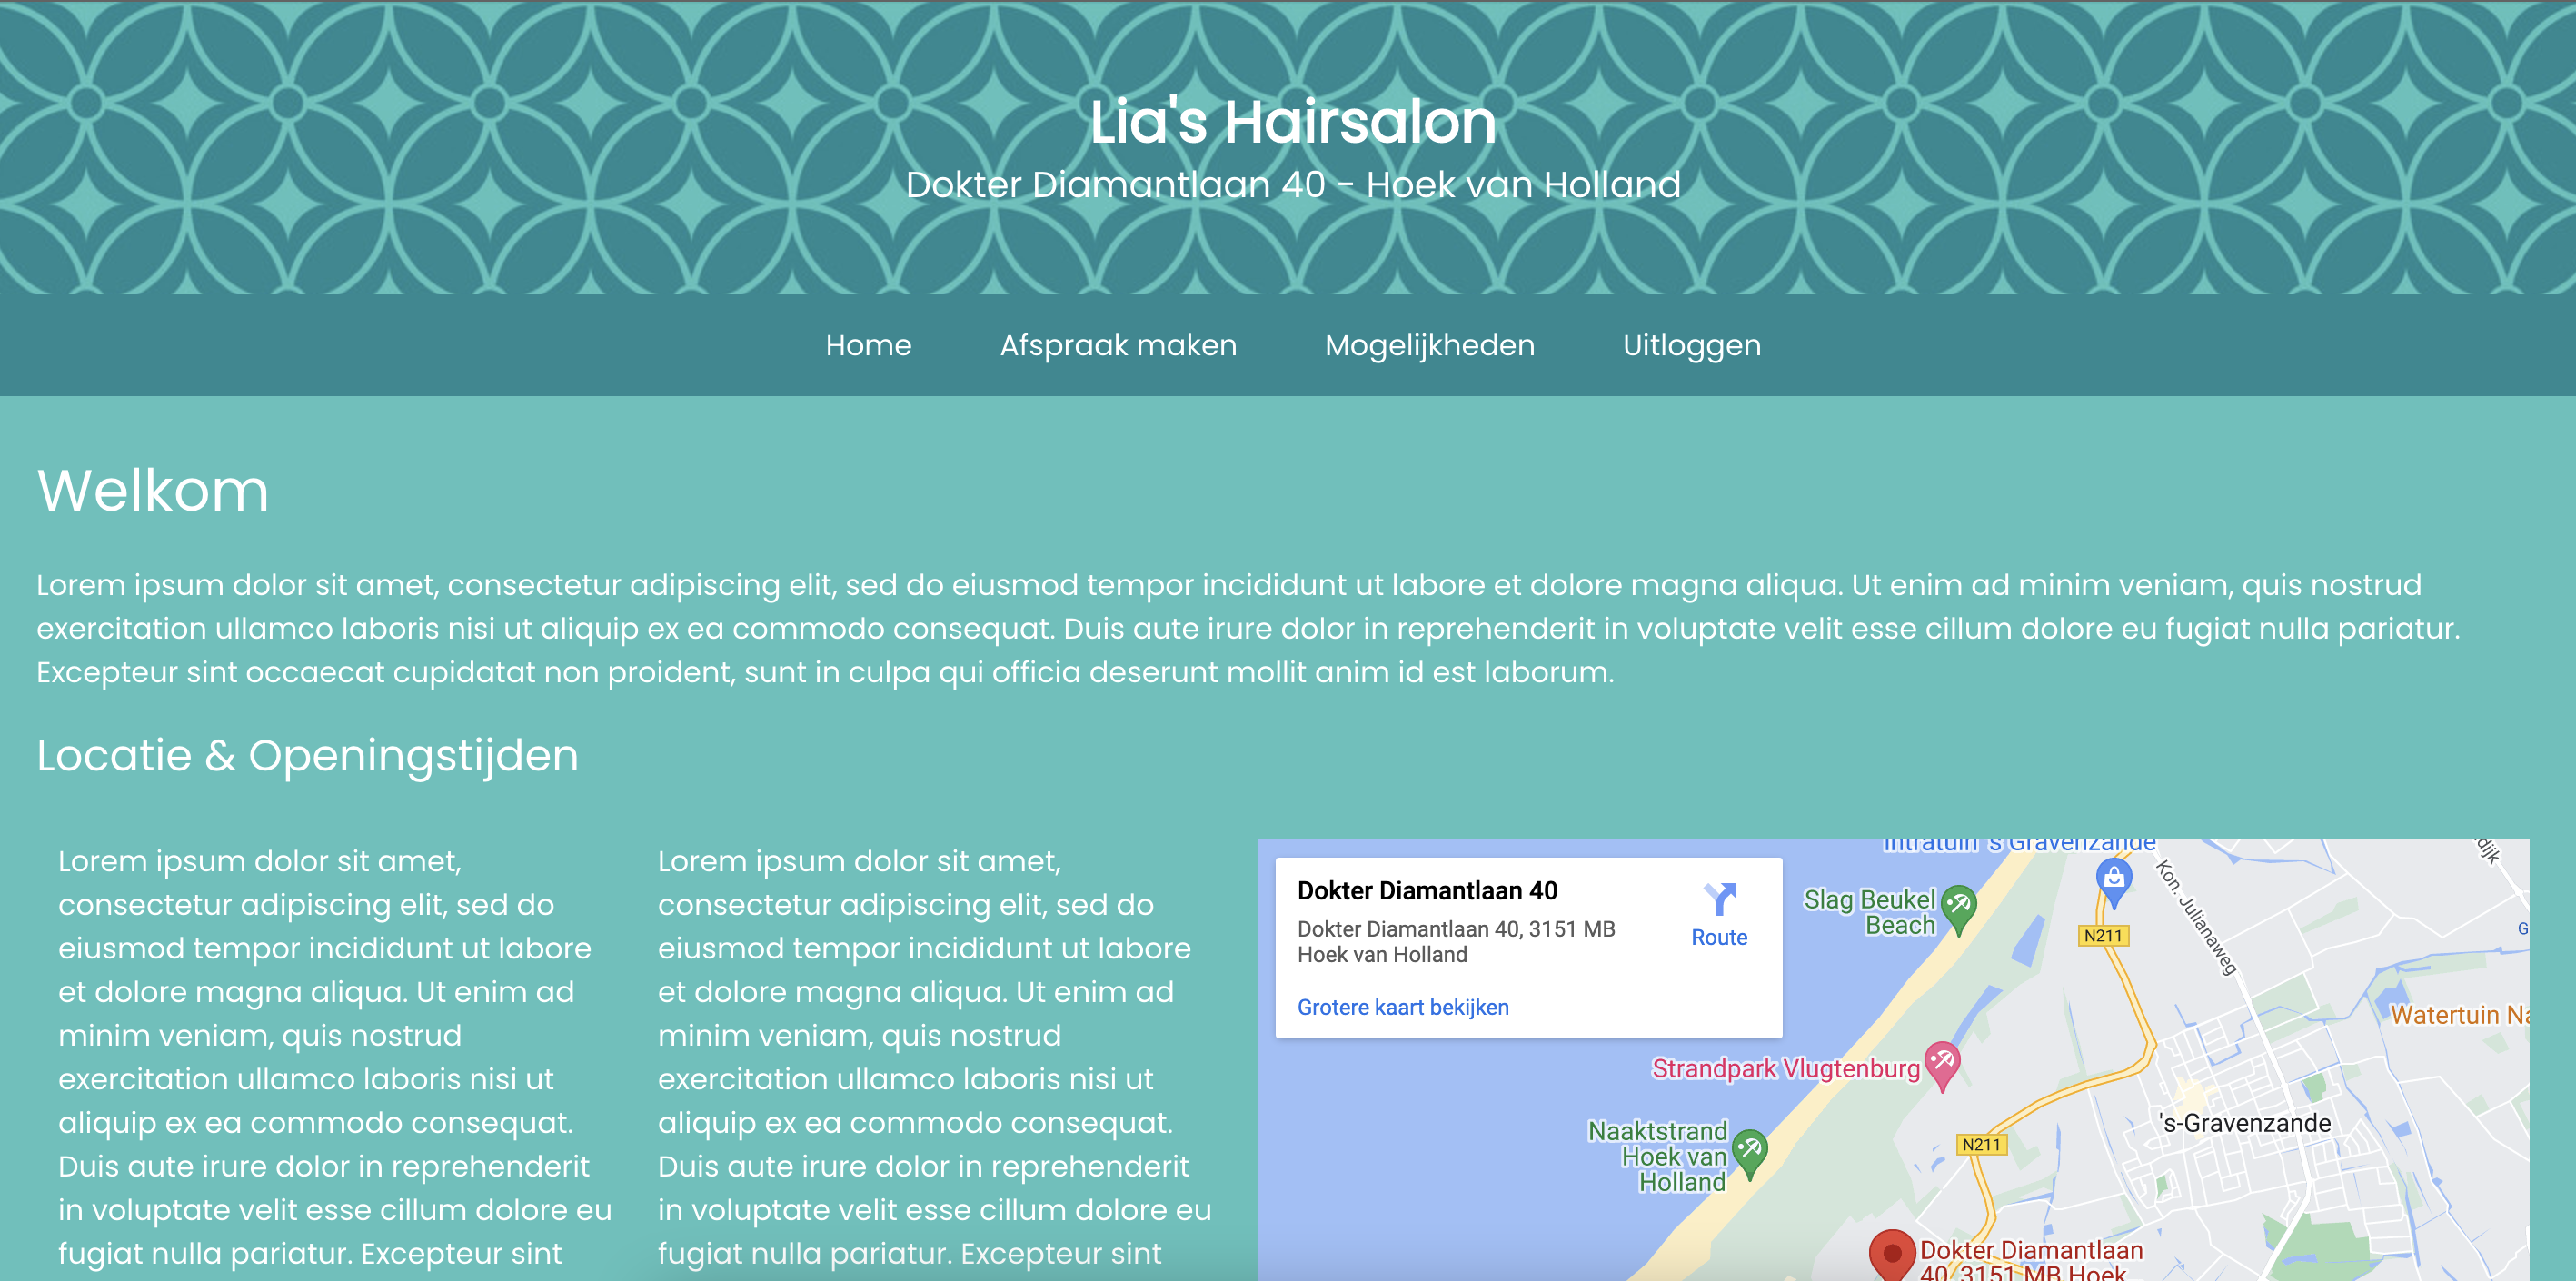 Lia's Hairsalon
Dokter Diamantlaan 40 - Hoek van Holland
Home
Afspraak maken
Mogelijkheden
Uitloggen
Welkom
Lorem ipsum dolor sit amet, consectetur adipiscing elit, sed do eiusmod tempor incididunt ut labore et dolore magna aliqua. Ut enim ad minim veniam, quis nostrud
exercitation ullamco laboris nisi ut aliquip ex ea commodo consequat. Duis aute irure dolor in reprehenderit in voluptate velit esse cillum dolore eu fugiat nulla pariatur.
Excepteur sint occaecat cupidatat non proident, sunt in culpa qui officia deserunt mollit anim id est laborum.
Locatie & Openingstijden
Lorem ipsum dolor sit amet,
consectetur adipiscing elit, sed do
eiusmod tempor incididunt ut labore
et dolore magna aliqua. Ut enim ad
minim veniam, quis nostrud
exercitation ullamco laboris nisi ut
aliquip ex ea commodo consequat.
Duis aute irure dolor in reprehenderit
in voluptate velit esse cillum dolore eu
fugiat nulla pariatur. Excepteur sint
Lorem ipsum dolor sit amet,
consectetur adipiscing elit, sed do
eiusmod tempor incididunt ut labore
et dolore magna aliqua. Ut enim ad
minim veniam, quis nostrud
exercitation ullamco laboris nisi ut
aliquip ex ea commodo consequat.
Duis aute irure dolor in reprehenderit
in voluptate velit esse cillum dolore eu
fugiat nulla pariatur. Excepteur sint
Dokter Diamantlaan 40
Dokter Diamantlaan 40, 3151 MB
Hoek van Holland
Route
Grotere kaart bekijken
Intratuin 's Gravenzande
Slag Beukel
Beach
N211
Kon. Julianaweg
dijk
G
Watertuin Na
Strandpark Vlugtenburg
's-Gravenzande
Naaktstrand
Hoek van
Holland
N211
Dokter Diamantlaan
40, 3151 MB Hoek